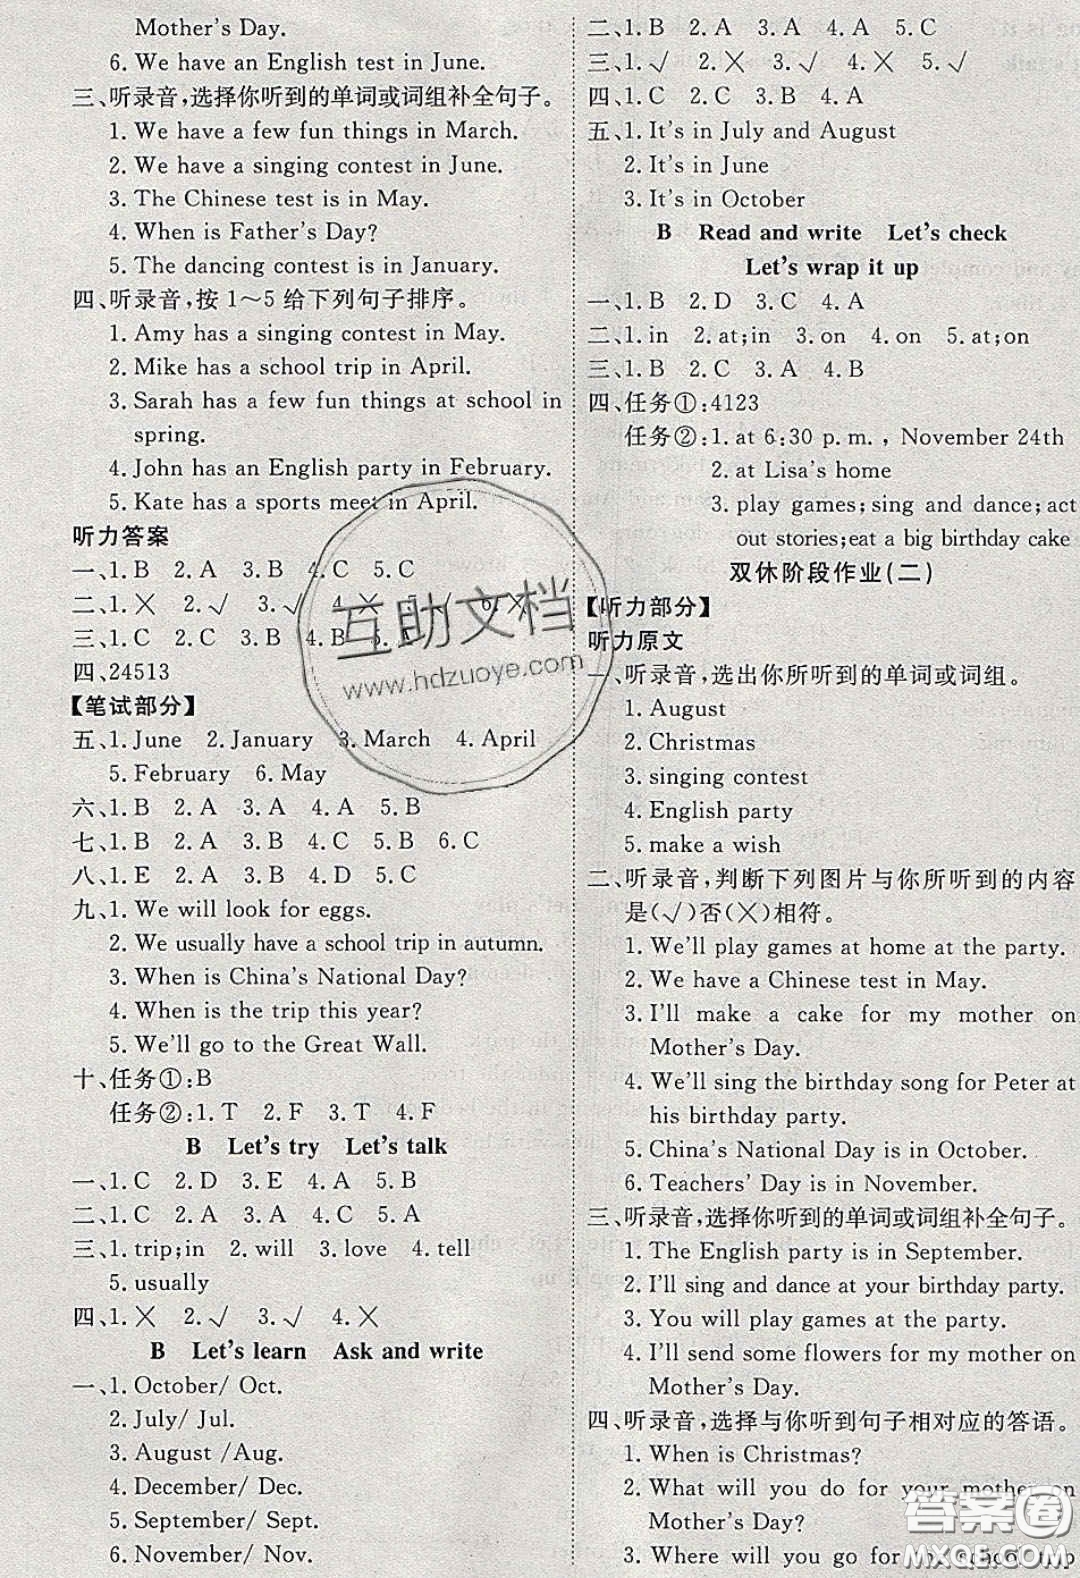 Mother's Day.
6. We have an English test in June.
三、听录音,选择你听到的单词或词组补全句子。
1. We have a few fun things in March.
2. We have a singing contest in June.
3. The Chinese test is in May.
4. When is Father's Day?
5. The dancing contest is in January.
四、听录音,按 1～5 给下列句子排序。
1. Amy has a singing contest in May.
2. Mike has a school trip in April.
3. Sarah has a few fun things at school in
spring.
4. John has an English party in February.
5. Kate has a sports meet in April.
听力答案
一、1. B 2. A 3. B 4. C 5. C
二、1. ╳ 2. √ 3. √ 4. ╳ 5. √ 6. ╳
三、1. C 2. C 3. B 4. B 5. A
四、24513
【笔试部分】
五、1. June 2. January 3. March 4. April
5. February 6. May
六、1. B 2. A 3. A 4. A 5. B
七、1. B 2. A 3. B 4. C 5. B 6. C
八、1. E 2. A 3. B 4. D 5. C
九、1. We will look for eggs.
2. We usually have a school trip in autumn.
3. When is China's National Day?
4. When is the trip this year?
5. We'll go to the Great Wall.
十、任务①:B
任务②:1. T 2. F 3. T 4. F
B Let's try Let's talk
一、1. C 2. D 3. E 4. A 5. B
二、1. C 2. A 3. A 4. C 5. C
三、1. trip;in 2. will 3. love 4. tell
5. usually
四、1. ╳ 2. √ 3. √ 4. ╳
B Let's learn Ask and write
一、1. October/ Oct.
2. July/ Jul.
3. August /Aug.
4. December/ Dec.
5. September/ Sept.
6. November/ Nov.
二、1. B 2. A 3. A 4. A 5. C
三、1. √ 2. ╳ 3. √ 4. ╳ 5. √
四、1. C 2. C 3. B 4. A
五、1. It's in July and August
2. It's in June
3. It's in October
B Read and write Let's check
Let's wrap it up
一、1. B 2. D 3. C 4. A
二、1. in 2. at;in 3. on 4. on 5. at;on
三、1. B 2. C 3. A 4. B
四、任务①:4123
任务②:1. at 6:30 p. m. , November 24th
2. at Lisa's home
3. play games;sing and dance;act
out stories;eat a big birthday cake
双休阶段作业(二)
【听力部分】
听力原文
一、听录音,选出你所听到的单词或词组。
1. August
2. Christmas
3. singing contest
4. English party
5. make a wish
二、听录音,判断下列图片与你所听到的内容
是(√)否(╳)相符。
1. We'll play games at home at the party.
2. We have a Chinese test in May.
3. I'll make a cake for my mother on
Mother's Day.
4. We'll sing the birthday song for Peter at
his birthday party.
5. China's National Day is in October.
6. Teachers' Day is in November.
三、听录音,选择你听到的单词或词组补全句子。
1. The English party is in September.
2. I'll sing and dance at your birthday party.
3. You will play games at the party.
4. I'll send some flowers for my mother on
Mother's Day.
四、听录音,选择与你听到句子相对应的答语。
1. When is Christmas?
2. What will you do for your mother on
Mother's Day?
3. Where will you go for the school trip
互助文档
www.hdzuoye.com
答案圈
MXQE.COM